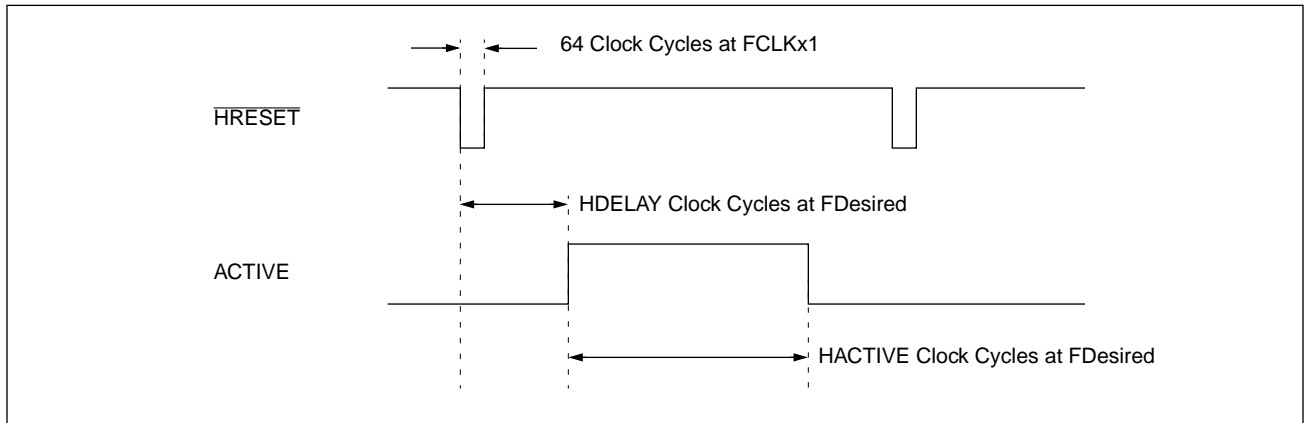 64 Clock Cycles at FCLKx1
HRESET
HDELAY Clock Cycles at FDesired
ACTIVE
HACTIVE Clock Cycles at FDesired